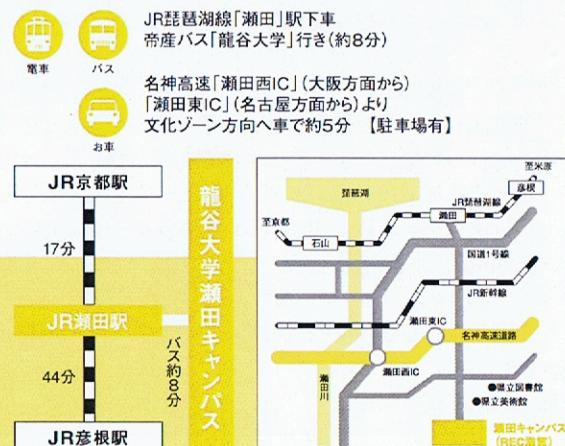 JR琵琶湖線「瀬田」駅下車
帝産バス「龍谷大学」行き(約8分)
電車
バス
名神高速「瀬田西IC」(大阪方面から)
「瀬田東IC」(名古屋方面から)より
文化ゾーン方向へ車で約5分 【駐車場有】
お車
JR京都駅
17分
JR瀬田駅
44分
JR彦根駅
バス約8分
龍谷大学瀬田キャンパス
至米原
彦根
琵琶湖
JR琵琶湖線
瀬田
至京都
石山
国道1号線
JR新幹線
瀬田東IC
名神高速道路
瀬田西IC
瀬田川
●県立図書館
●県立美術館
瀬田キャンパス
(REC滋賀)